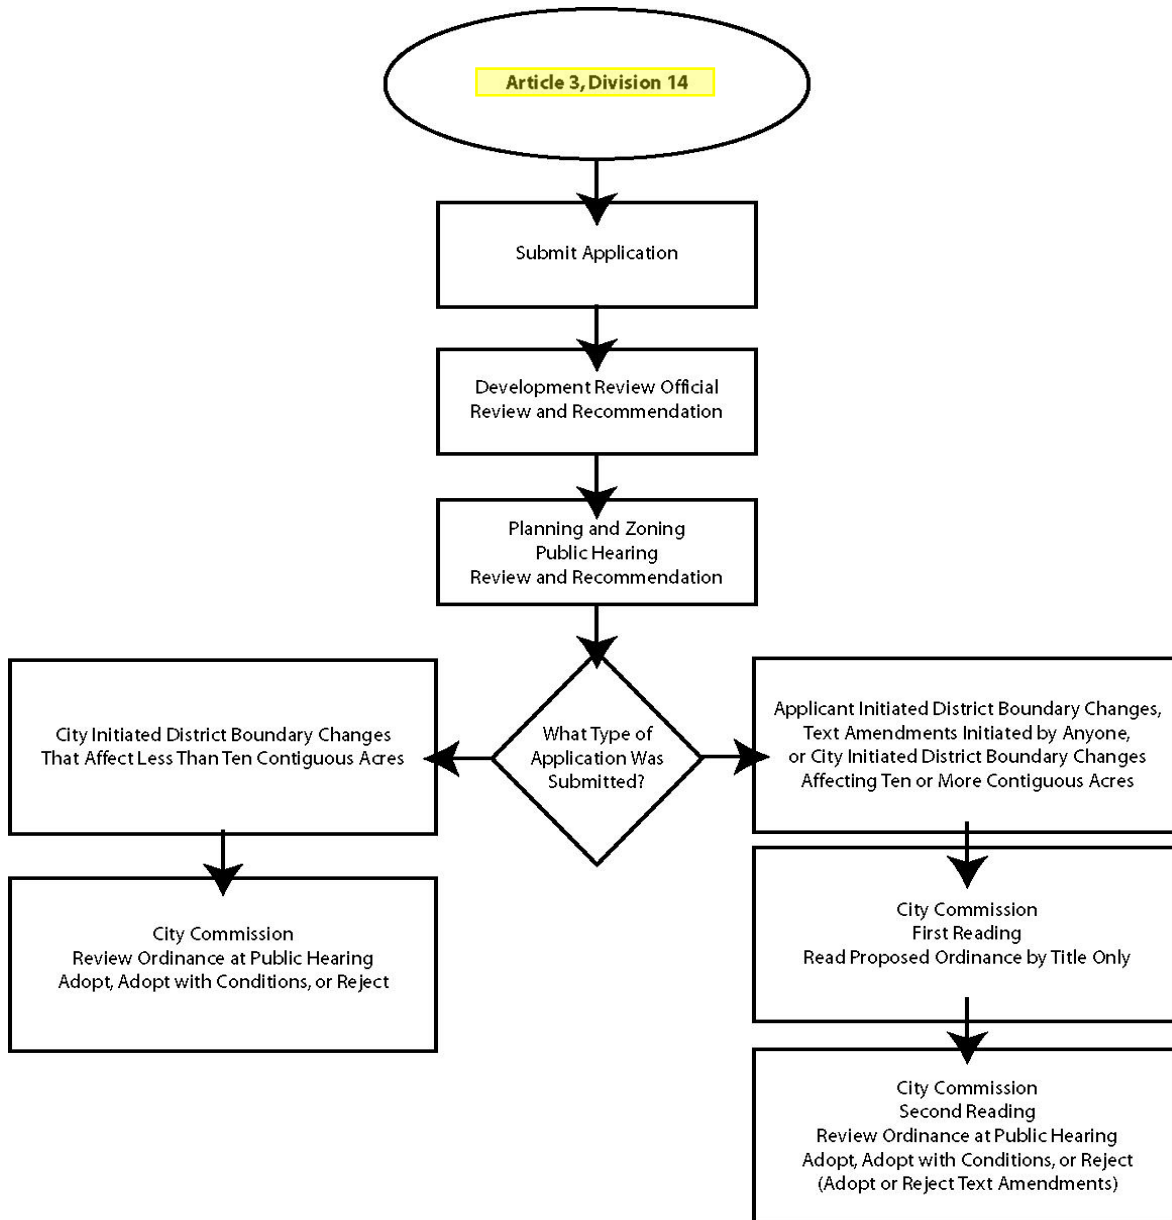 Article 3, Division 14
Submit Application
Development Review Official
Review and Recommendation
Planning and Zoning
Public Hearing
Review and Recommendation
What Type of
Application Was
Submitted?
City Initiated District Boundary Changes
That Affect Less Than Ten Contiguous Acres
City Commission
Review Ordinance at Public Hearing
Adopt, Adopt with Conditions, or Reject
Applicant Initiated District Boundary Changes,
Text Amendments Initiated by Anyone,
or City Initiated District Boundary Changes
Affecting Ten or More Contiguous Acres
City Commission
First Reading
Read Proposed Ordinance by Title Only
City Commission
Second Reading
Review Ordinance at Public Hearing
Adopt, Adopt with Conditions, or Reject
(Adopt or Reject Text Amendments)